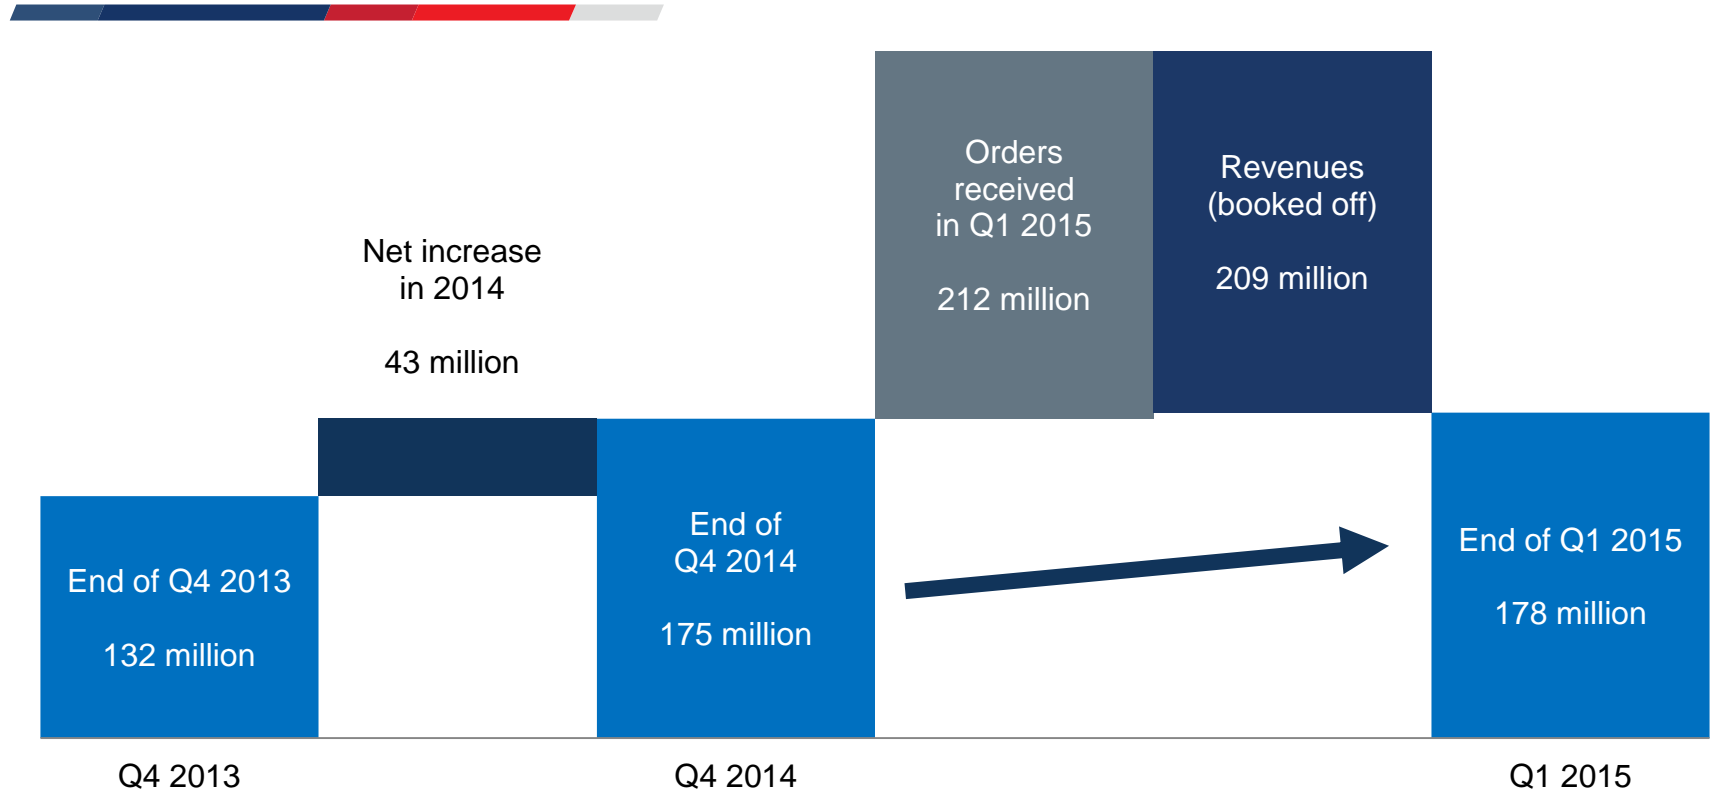 Orders
received
in Q1 2015
212 million
Revenues
(booked off)
209 million
Net increase
in 2014
43 million
End of Q4 2013
132 million
End of
Q4 2014
175 million
End of Q1 2015
178 million
Q4 2013
Q4 2014
Q1 2015